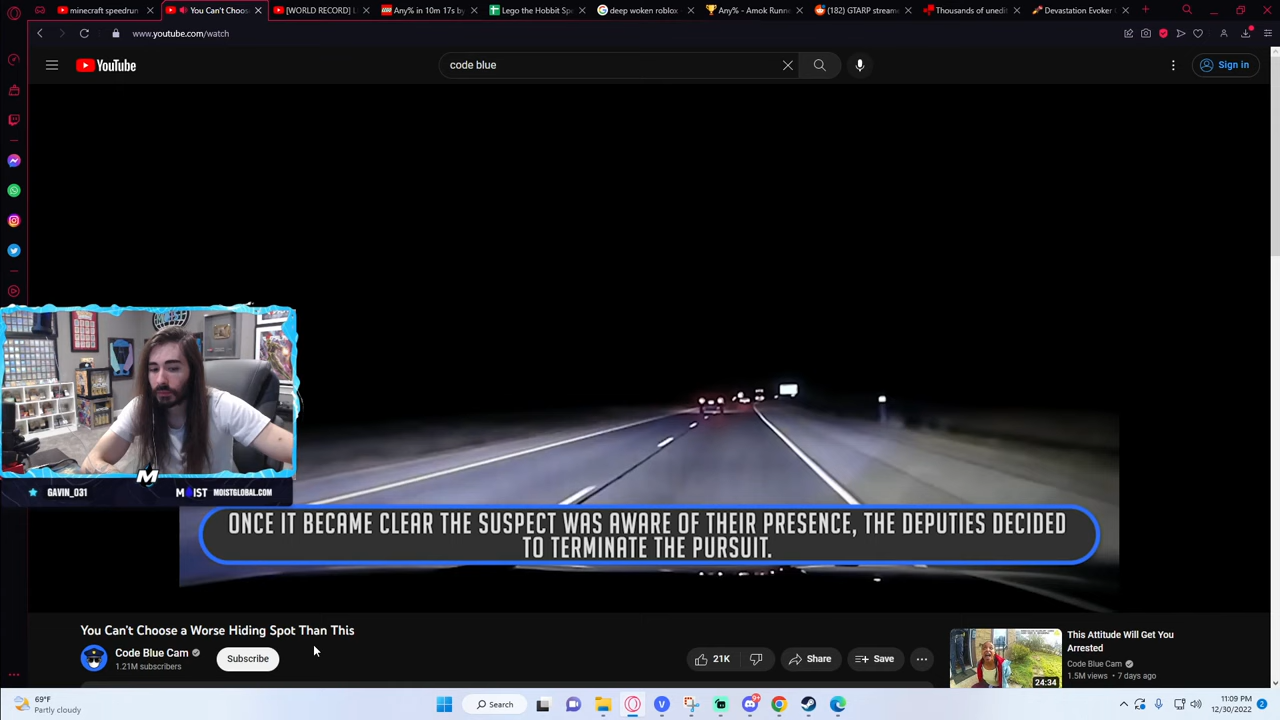 minecraft speedrun
You Can't Choose
[WORLD RECORD] L
Any% in 10m 17s by
Lego the Hobbit Spe
deep woken roblox
Any% - Amok Runne
(182) GTARP stream
Thousands of unedit
Devastation Evoker G
www.youtube.com/watch
YouTube
code blue
Sign in
GAVIN_031
MOIST
MOISTGLOBAL.COM
ONCE IT BECAME CLEAR THE SUSPECT WAS AWARE OF THEIR PRESENCE, THE DEPUTIES DECIDED
TO TERMINATE THE PURSUIT.
You Can't Choose a Worse Hiding Spot Than This
Code Blue Cam
1.21M subscribers
Subscribe
21K
Share
Save
This Attitude Will Get You
Arrested
Code Blue Cam
1.5M views • 7 days ago
24:34
69°F
Partly cloudy
Search
11:09 PM
12/30/2022